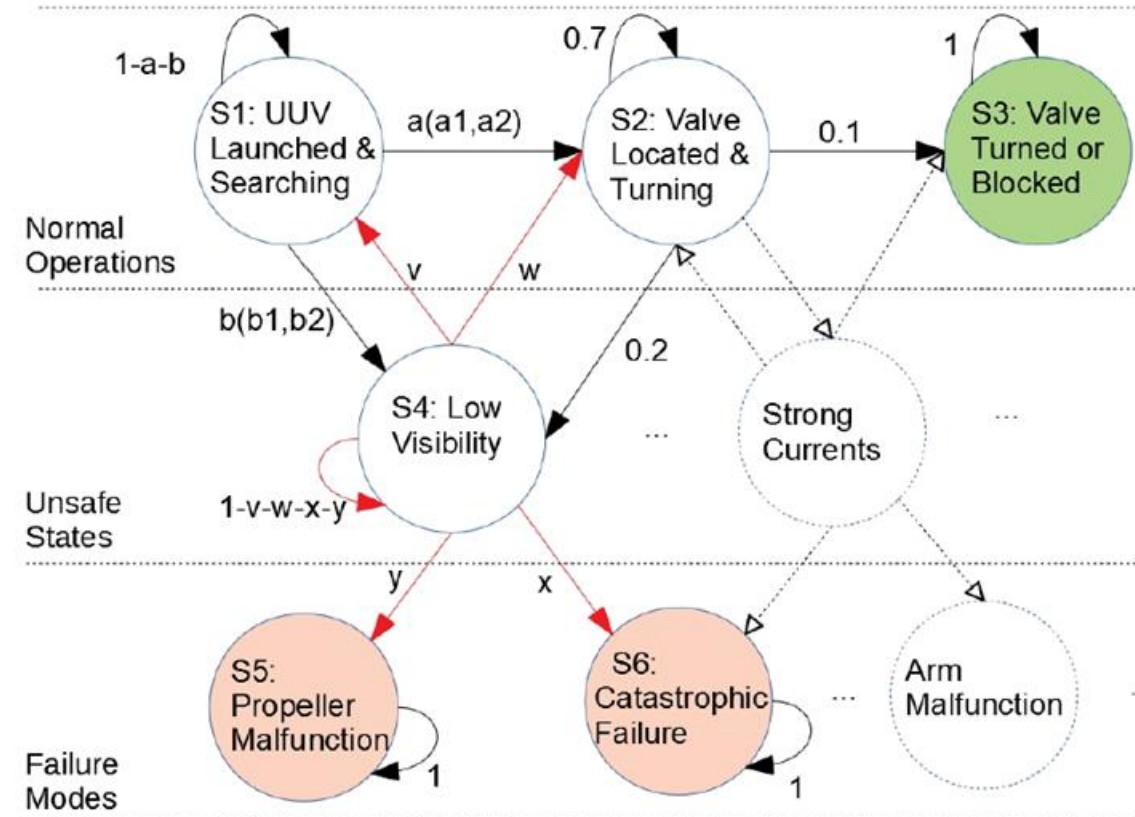 1-a-b
0.7
1
S1: UUV
Launched &
Searching
a(a1,a2)
S2: Valve
Located &
Turning
0.1
S3: Valve
Turned or
Blocked
Normal
Operations
v
w
b(b1,b2)
0.2
S4: Low
Visibility
...
Strong
Currents
...
1-v-w-x-y
Unsafe
States
y
x
S5:
Propeller
Malfunction
1
S6:
Catastrophic
Failure
1
...
Arm
Malfunction
Failure
Modes